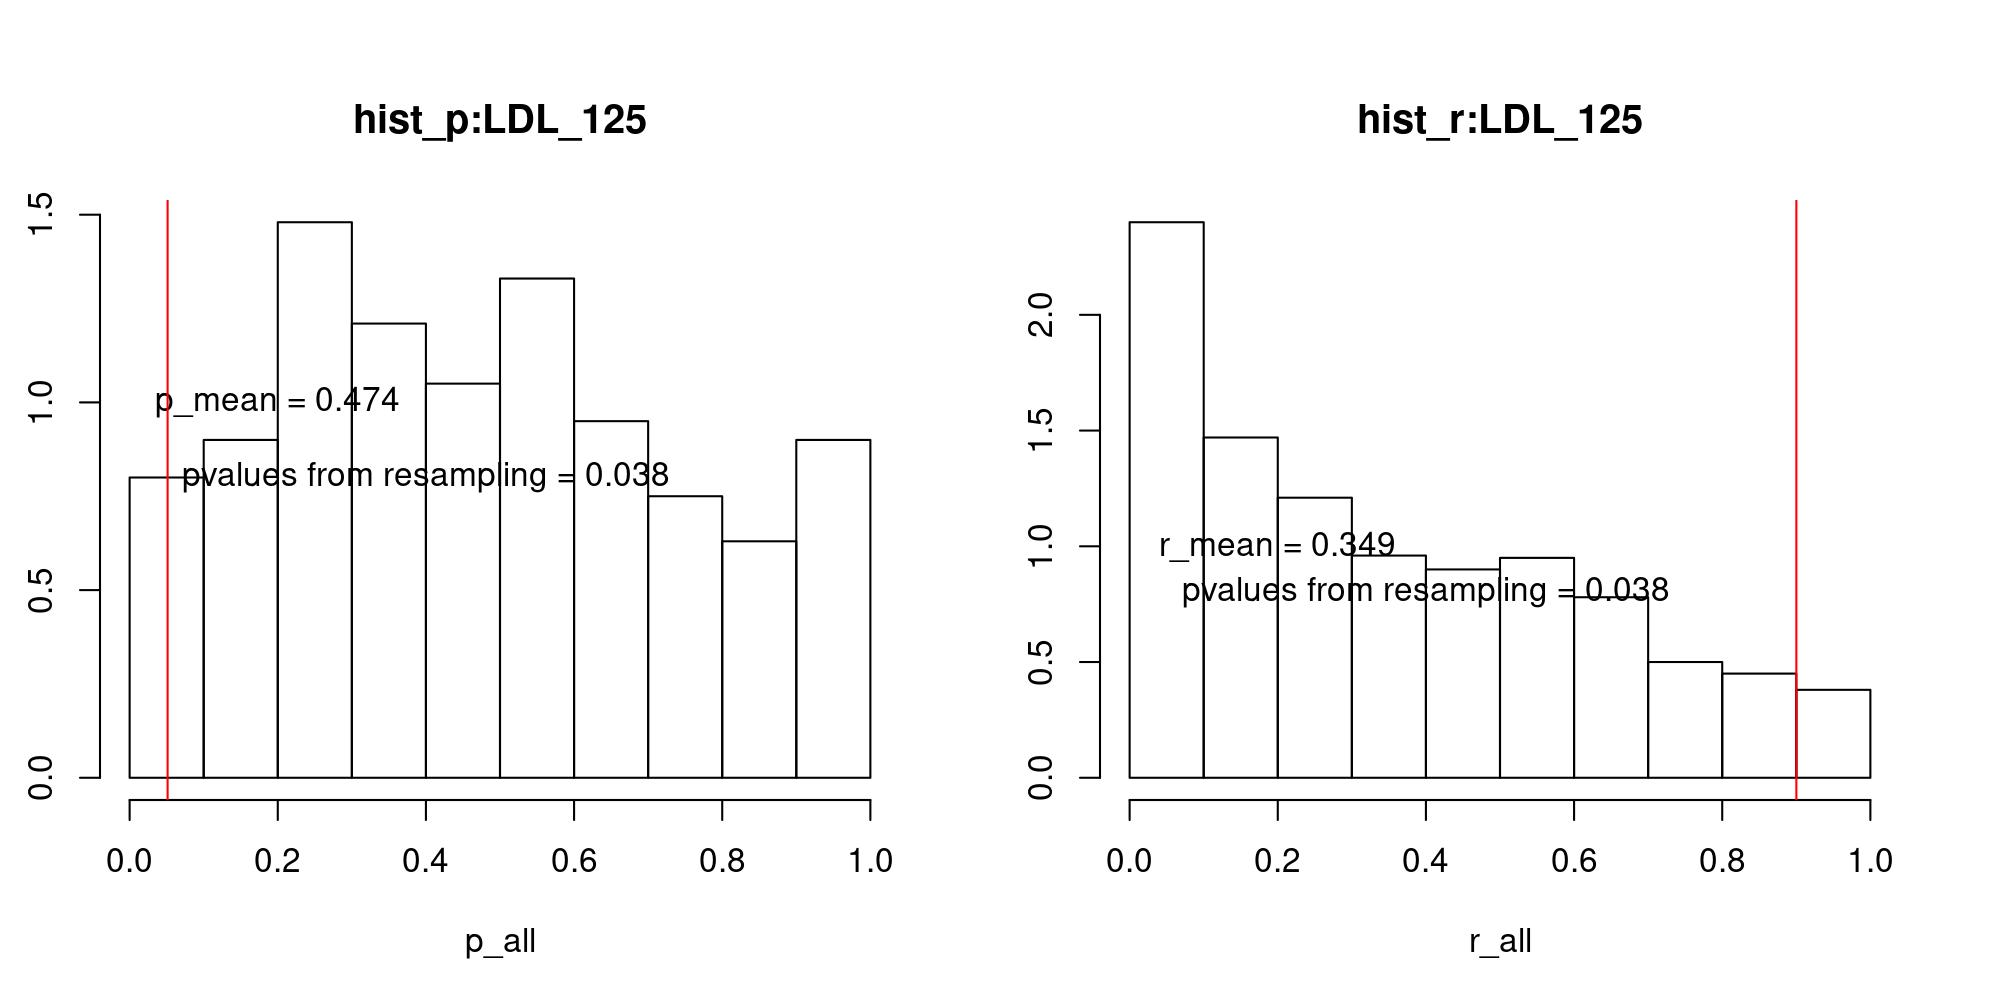 hist_p:LDL_125
1.5
1.0
0.5
0.0
p_mean = 0.474
pvalues from resampling = 0.038
0.0 0.2 0.4 0.6 0.8 1.0
p_all
hist_r:LDL_125
2.0
1.5
1.0
0.5
0.0
r_mean = 0.349
pvalues from resampling = 0.038
0.0 0.2 0.4 0.6 0.8 1.0
r_all